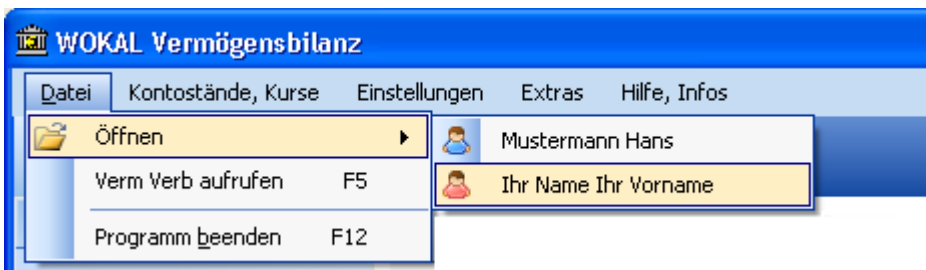 WOKAL Vermögensbilanz
Datei Kontostände, Kurse Einstellungen Extras Hilfe, Infos
Öffnen Mustermann Hans
Verm Verb aufrufen F5 Ihr Name Ihr Vorname
Programm beenden F12